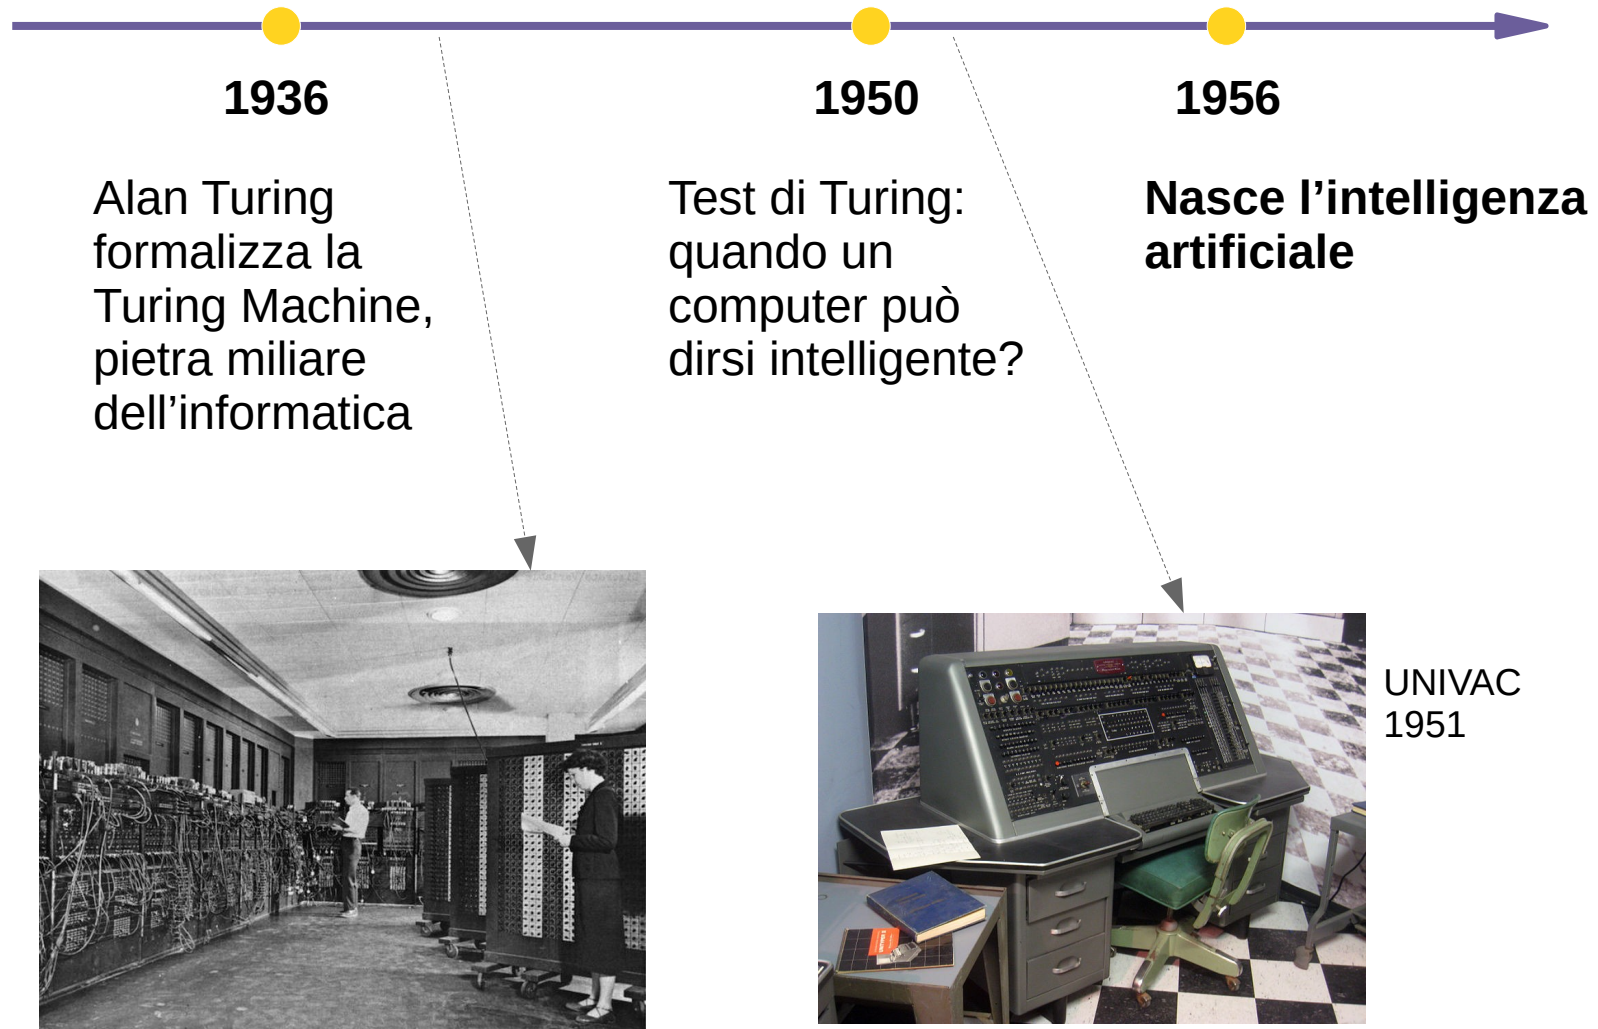 1936
1950
1956
Alan Turing
formalizza la
Turing Machine,
pietra miliare
dell’informatica
Test di Turing:
quando un
computer può
dirsi intelligente?
Nasce l’intelligenza
artificiale
UNIVAC
1951